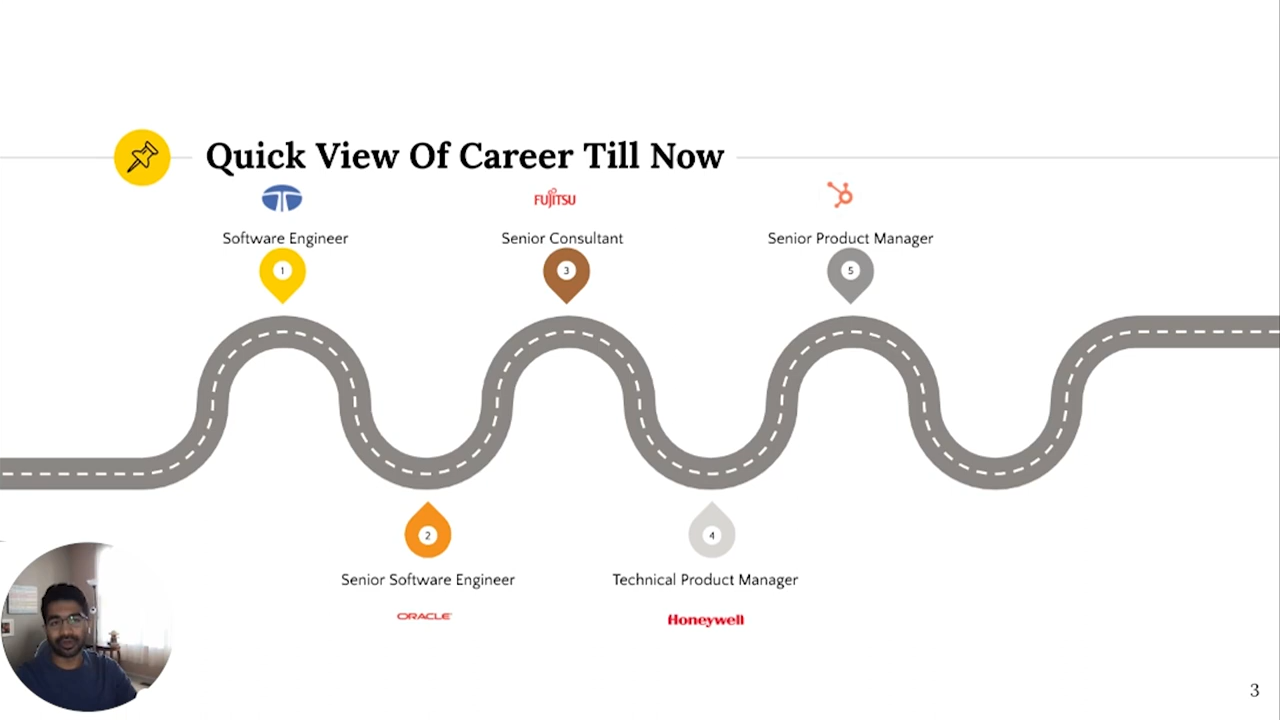 Quick View Of Career Till Now
FUJITSU
Software Engineer
Senior Consultant
Senior Product Manager
1
3
5
2
4
Senior Software Engineer
Technical Product Manager
ORACLE
Honeywell
3